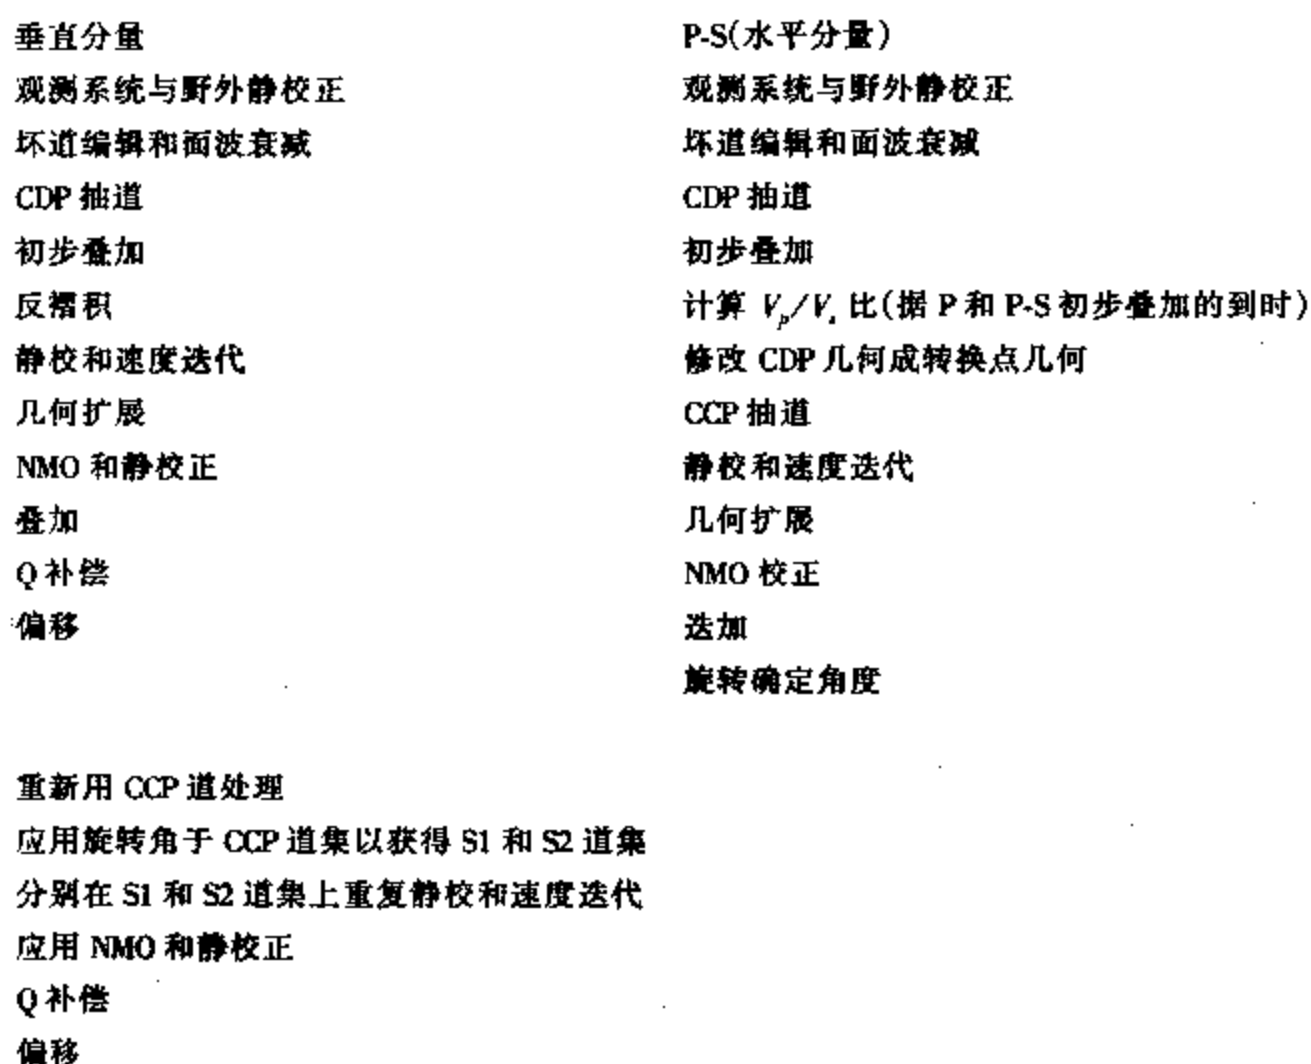 垂直分量
观测系统与野外静校正
坏道编辑和面波衰减
CDP 抽道
初步叠加
反褶积
静校和速度迭代
几何扩展
NMO 和静校正
叠加
Q 补偿
偏移
P-S(水平分量)
观测系统与野外静校正
坏道编辑和面波衰减
CDP 抽道
初步叠加
计算 Vp/Vs 比(据 P 和 P-S 初步叠加的到时)
修改 CDP 几何成转换点几何
CCP 抽道
静校和速度迭代
几何扩展
NMO 校正
迭加
旋转确定角度
重新用 CCP 道处理
应用旋转角于 CCP 道集以获得 S1 和 S2 道集
分别在 S1 和 S2 道集上重复静校和速度迭代
应用 NMO 和静校正
Q 补偿
偏移